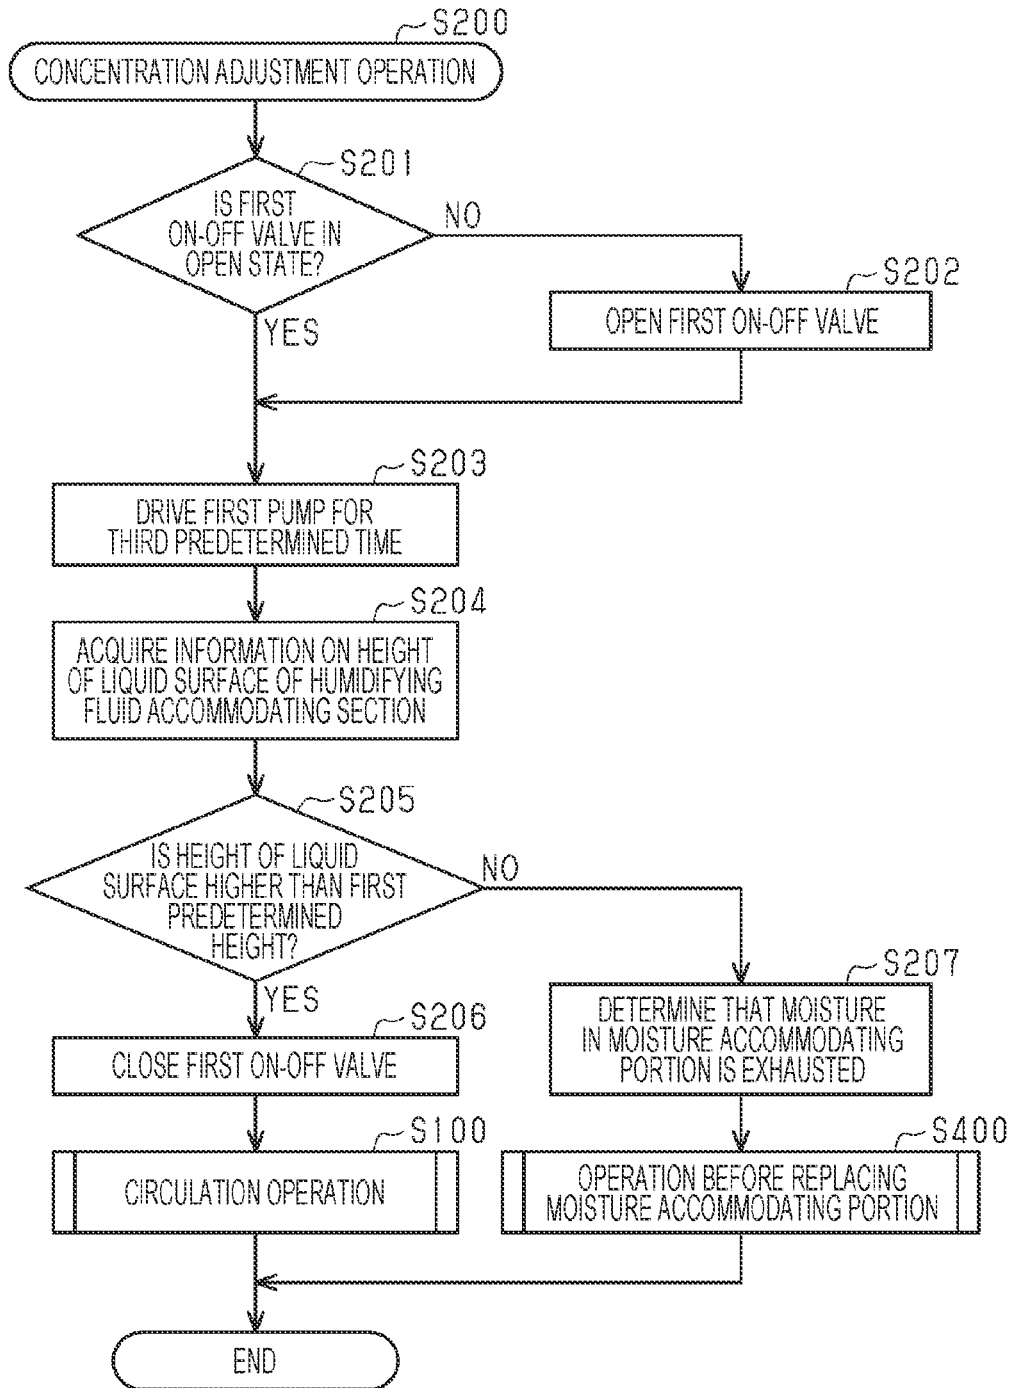 S200
CONCENTRATION ADJUSTMENT OPERATION
S201
IS FIRST
ON-OFF VALVE IN
OPEN STATE?
NO
YES
S202
OPEN FIRST ON-OFF VALVE
S203
DRIVE FIRST PUMP FOR
THIRD PREDETERMINED TIME
S204
ACQUIRE INFORMATION ON HEIGHT
OF LIQUID SURFACE OF HUMIDIFYING
FLUID ACCOMMODATING SECTION
S205
IS HEIGHT OF LIQUID
SURFACE HIGHER THAN FIRST
PREDETERMINED
HEIGHT?
NO
YES
S206
CLOSE FIRST ON-OFF VALVE
S207
DETERMINE THAT MOISTURE
IN MOISTURE ACCOMMODATING
PORTION IS EXHAUSTED
S100
CIRCULATION OPERATION
S400
OPERATION BEFORE REPLACING
MOISTURE ACCOMMODATING PORTION
END